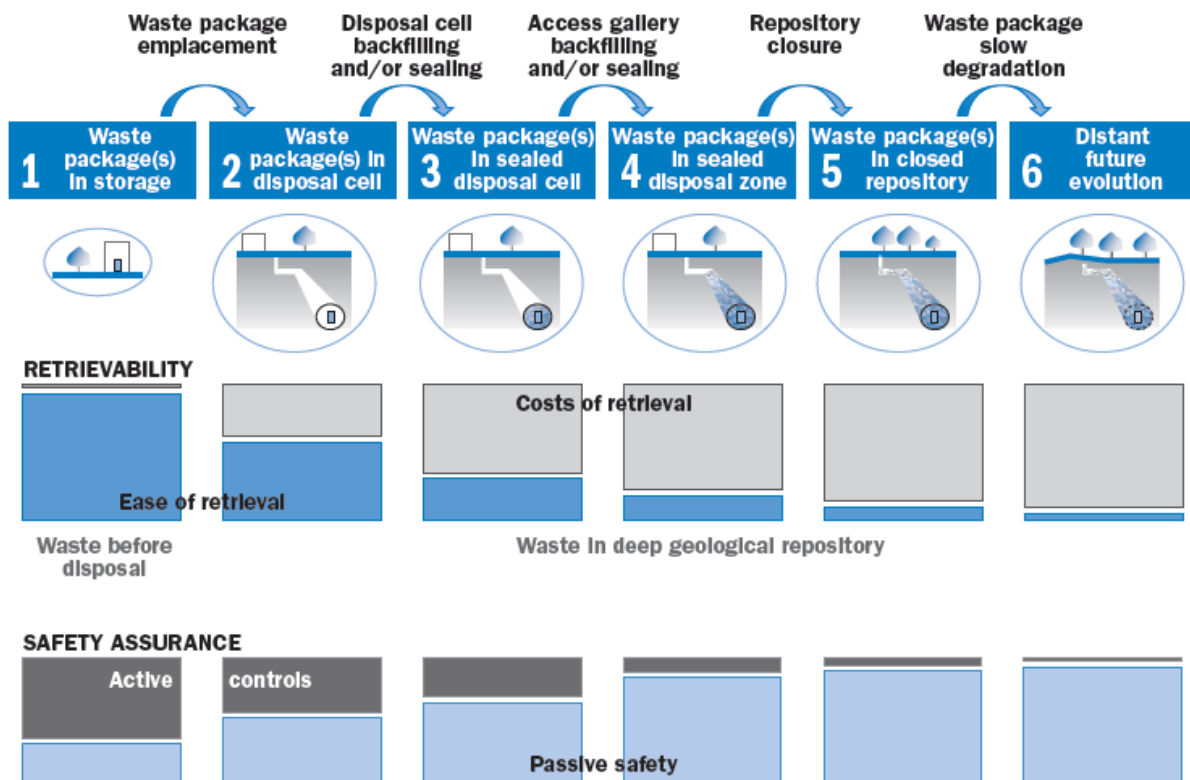 Waste package
emplacement
Disposal cell
backfilling
and/or sealing
Access gallery
backfilling
and/or sealing
Repository
closure
Waste package
slow
degradation
1 Waste
package(s)
in storage
2 Waste
package(s) in
disposal cell
3 Waste package(s)
in sealed
disposal cell
4 Waste package(s)
in sealed
disposal zone
5 Waste package(s)
in closed
repository
6 Distant
future
evolution
RETRIEVABILITY
Costs of retrieval
Ease of retrieval
Waste before
disposal
Waste in deep geological repository
SAFETY ASSURANCE
Active controls
Passive safety